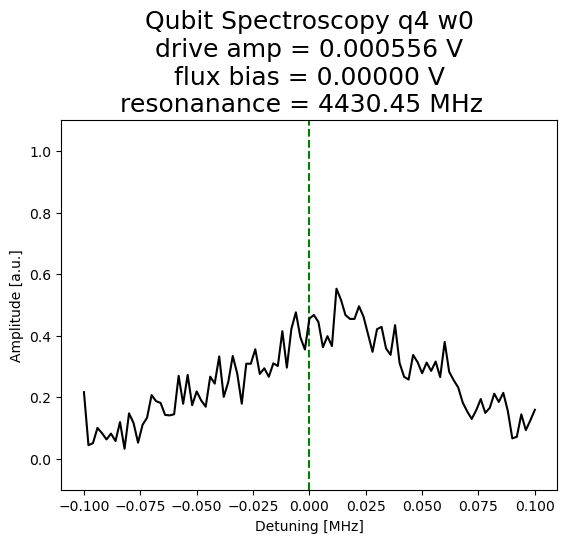 Qubit Spectroscopy q4 w0
drive amp = 0.000556 V
flux bias = 0.00000 V
resonanance = 4430.45 MHz
1.0
0.8
0.6
0.4
0.2
0.0
Amplitude [a.u.]
−0.100 −0.075 −0.050 −0.025 0.000 0.025 0.050 0.075 0.100
Detuning [MHz]